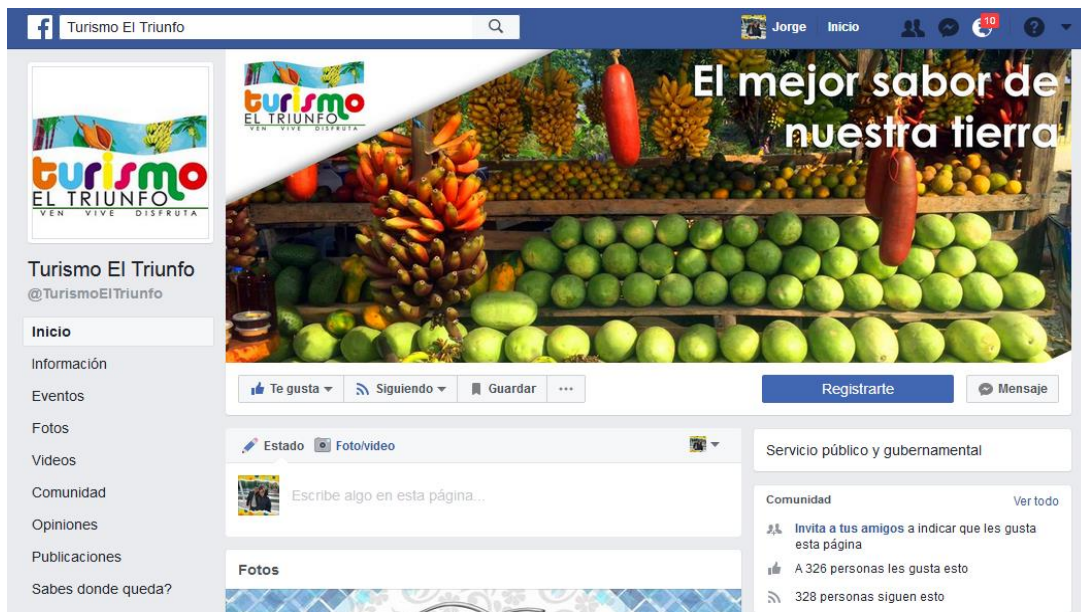 Turismo El Triunfo
Jorge
Inicio
10
turismo
EL TRIUNFO
VEN VIVE DISFRUTA
turismo
EL TRIUNFO
VEN VIVE DISFRUTA
El mejor sabor de
nuestra tierra
Turismo El Triunfo
@TurismoElTriunfo
Inicio
Información
Eventos
Fotos
Videos
Comunidad
Opiniones
Publicaciones
Sabes donde queda?
Te gusta
Siguiendo
Guardar
Registrarte
Mensaje
Estado
Foto/video
Escribe algo en esta página...
Fotos
Servicio público y gubernamental
Comunidad
Ver todo
Invita a tus amigos a indicar que les gusta
esta página
A 326 personas les gusta esto
328 personas siguen esto